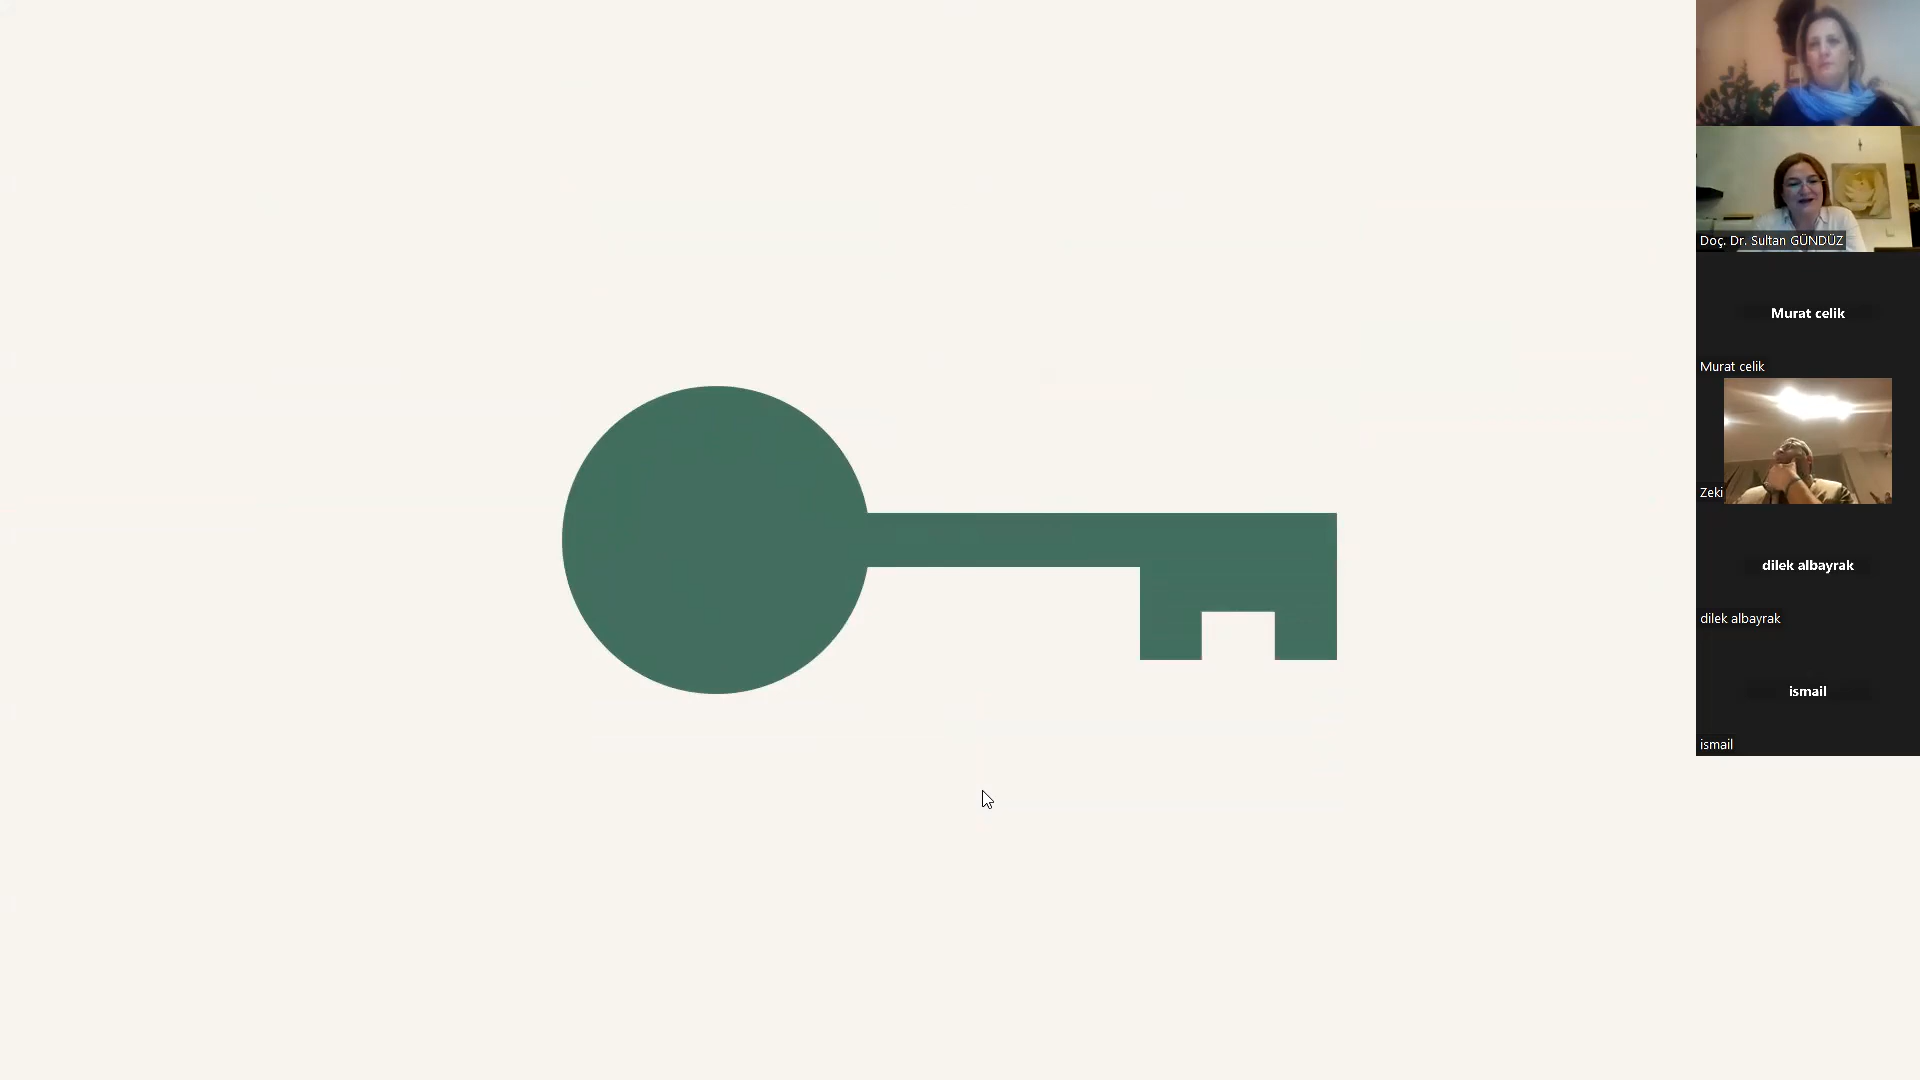 Doç. Dr. Sultan GÜNDÜZ
Murat celik
Murat celik
Zeki
dilek albayrak
dilek albayrak
ismail
ismail